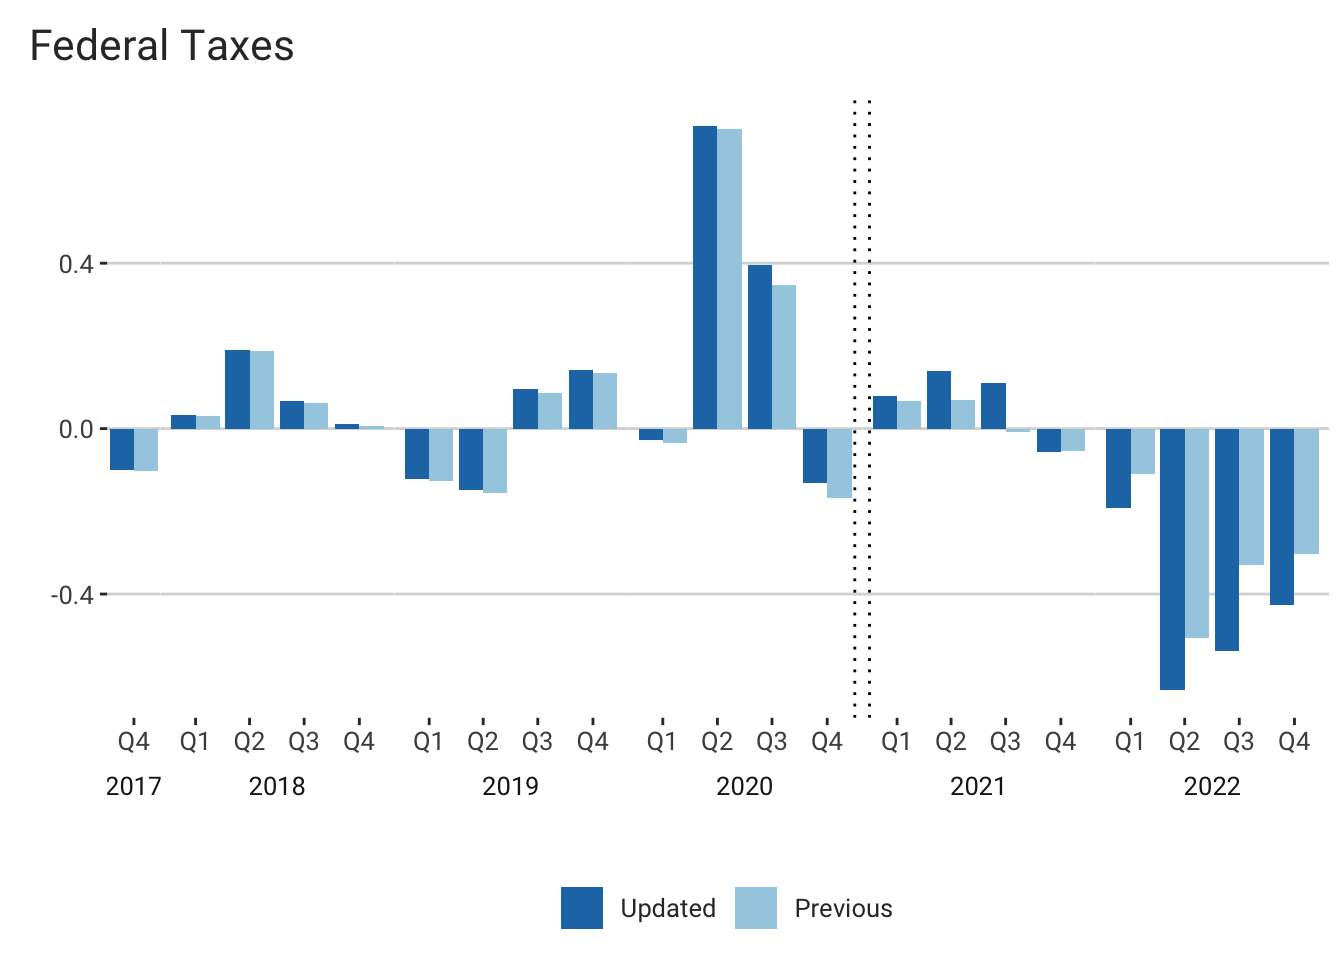 Federal Taxes
0.4
0.0
-0.4
Q4 Q1 Q2 Q3 Q4 Q1 Q2 Q3 Q4 Q1 Q2 Q3 Q4 Q1 Q2 Q3 Q4 Q1 Q2 Q3 Q4
2017 2018 2019 2020 2021 2022
Updated Previous